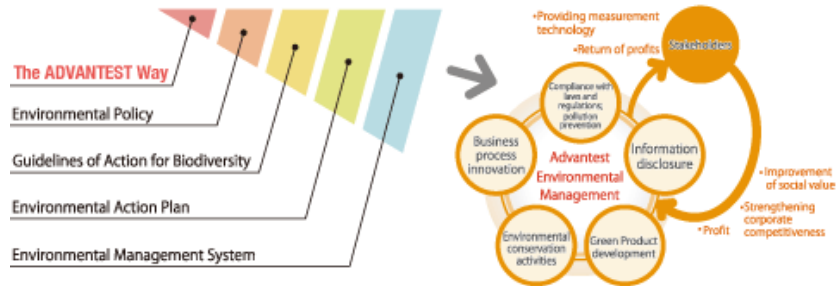 The ADVANTEST Way
Environmental Policy
Guidelines of Action for Biodiversity
Environmental Action Plan
Environmental Management System
•Providing measurement
technology
•Return of profits
Stakeholders
Compliance with
laws and
regulations;
pollution
prevention
Business
process
innovation
Advantest
Environmental
Management
Information
disclosure
Environmental
conservation
activities
Green Product
development
•Improvement
of social value
•Strengthening
corporate
competitiveness
•Profit